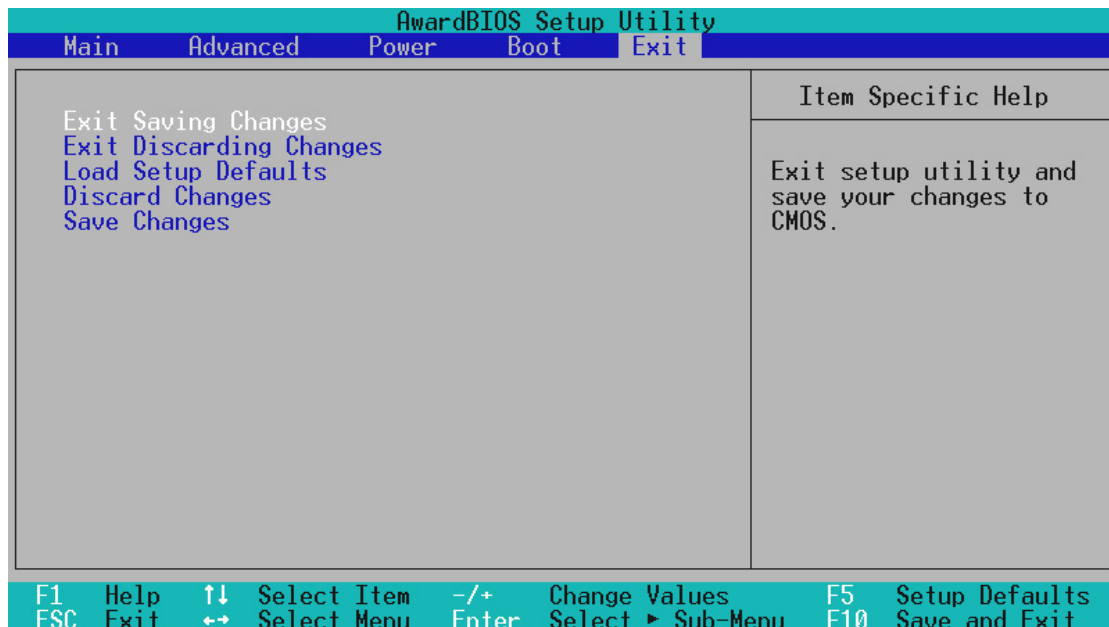 AwardBIOS Setup Utility
Main Advanced Power Boot Exit
Item Specific Help
Exit Saving Changes
Exit Discarding Changes
Load Setup Defaults
Discard Changes
Save Changes
Exit setup utility and
save your changes to
CMOS.
F1 Help ↑↓ Select Item -/+ Change Values F5 Setup Defaults
ESC Exit ←→ Select Menu Enter Select ► Sub-Menu F10 Save and Exit